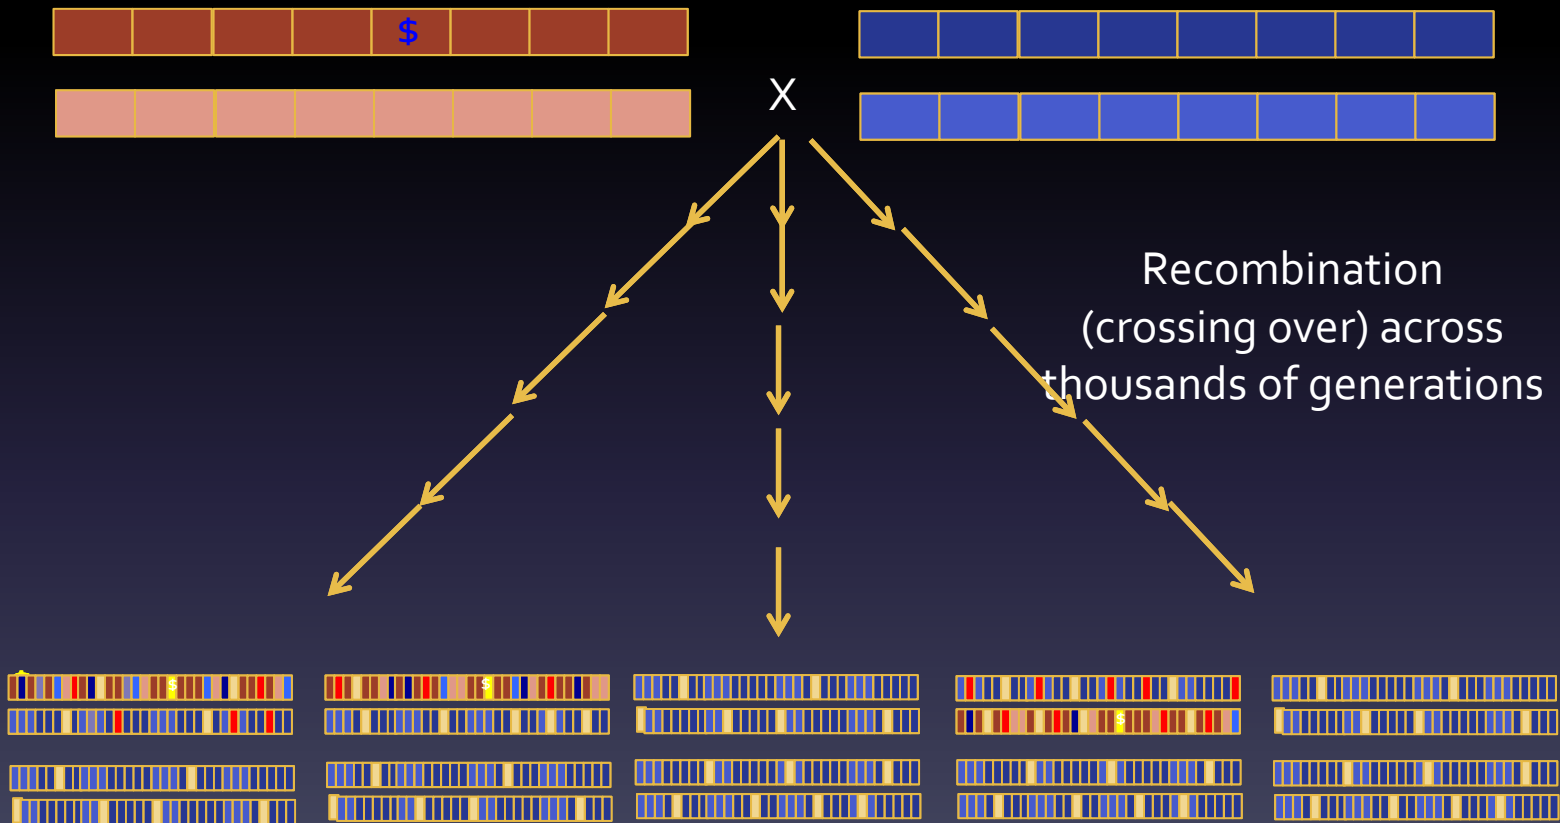 $
X
Recombination
(crossing over) across
thousands of generations
$
$
$